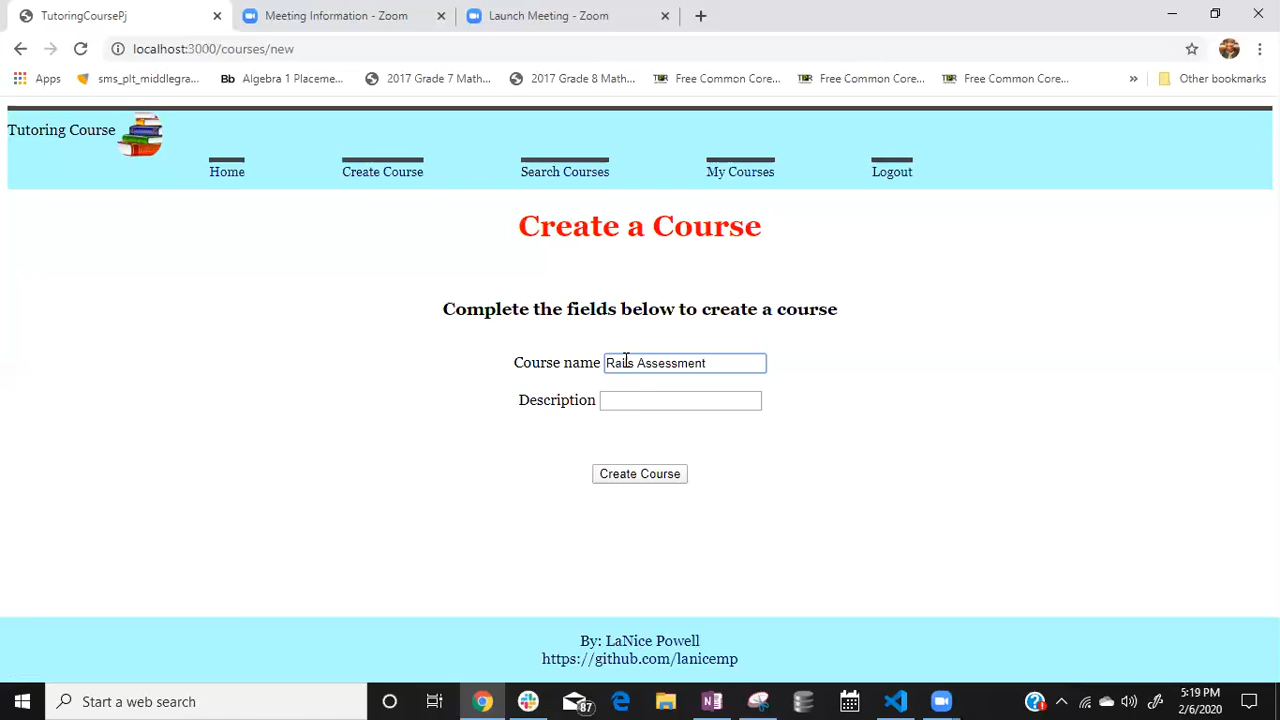 TutoringCoursePj
Meeting Information - Zoom
Launch Meeting - Zoom
localhost:3000/courses/new
Apps
sms_plt_middlegra...
Bb Algebra 1 Placeme...
2017 Grade 7 Math...
2017 Grade 8 Math...
Free Common Core...
Free Common Core...
Free Common Core...
»
Other bookmarks
Tutoring Course
Home
Create Course
Search Courses
My Courses
Logout
Create a Course
Complete the fields below to create a course
Course name Rails Assessment
Description
Create Course
By: LaNice Powell
https://github.com/lanicemp
Start a web search
87
5:19 PM
2/6/2020